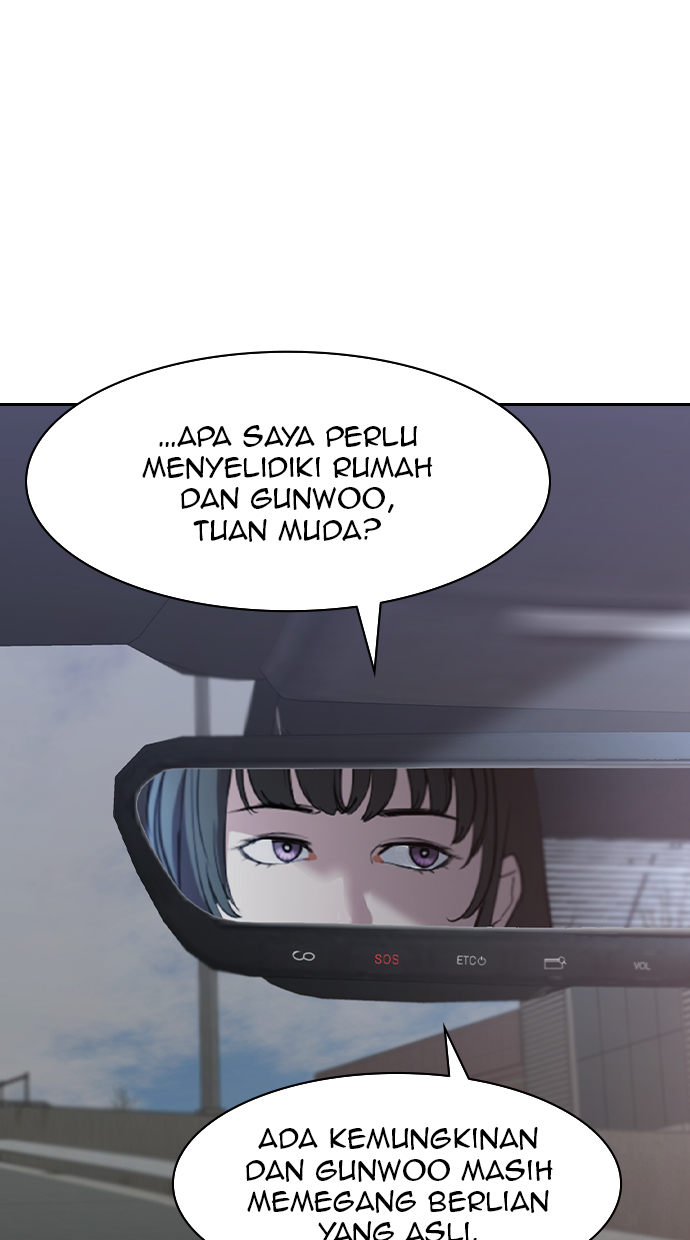 ...APA SAYA PERLU
MENYELIDIKI RUMAH
DAN GUNWOO,
TUAN MUDA?
SOS
ETC
VOL
ADA KEMUNGKINAN
DAN GUNWOO MASIH
MEMEGANG BERLIAN
YANG ASLI.